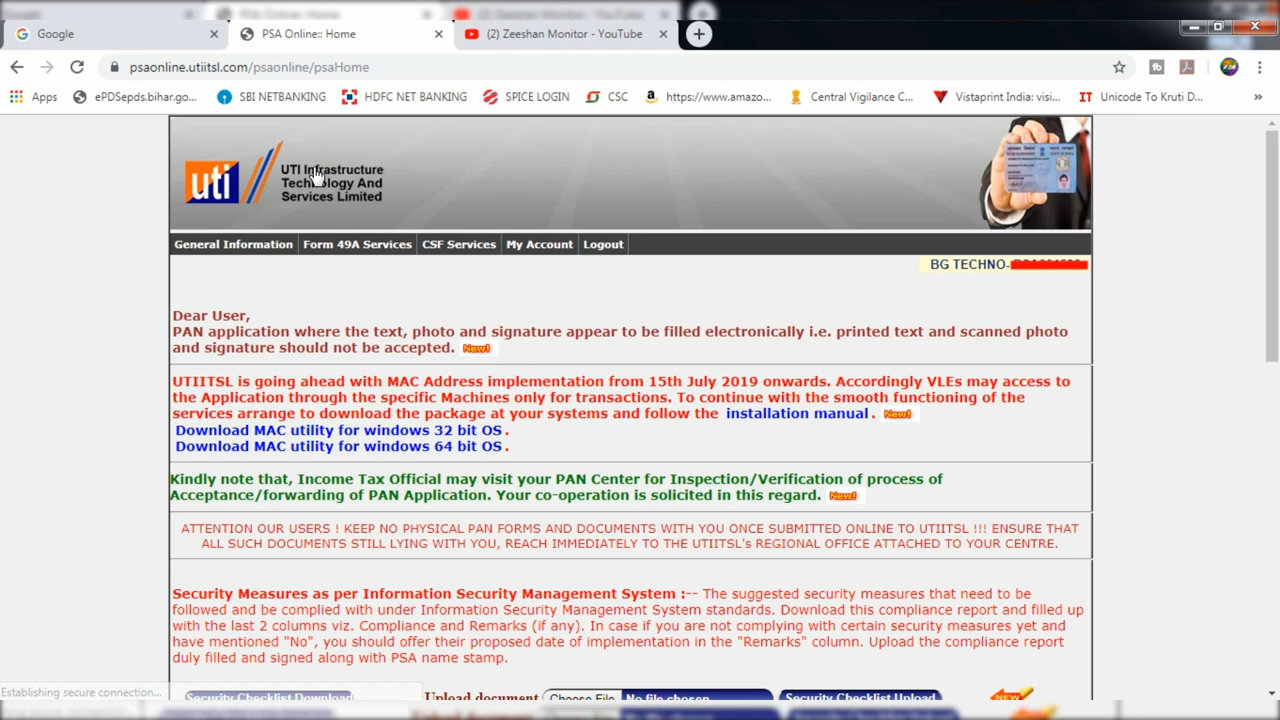 Google
PSA Online:: Home
(2) Zeeshan Monitor - YouTube
psaonline.utiitsl.com/psaonline/psaHome
Apps
ePDSepds.bihar.go...
SBI NETBANKING
HDFC NET BANKING
SPICE LOGIN
CSC
https://www.amazo...
Central Vigilance C...
Vistaprint India: visi...
Unicode To Kruti D...
uti
UTI Infrastructure
Technology And
Services Limited
General Information
Form 49A Services
CSF Services
My Account
Logout
BG TECHNO-
Dear User,
PAN application where the text, photo and signature appear to be filled electronically i.e. printed text and scanned photo
and signature should not be accepted. New!
UTIITSL is going ahead with MAC Address implementation from 15th July 2019 onwards. Accordingly VLEs may access to
the Application through the specific Machines only for transactions. To continue with the smooth functioning of the
services arrange to download the package at your systems and follow the installation manual. New!
Download MAC utility for windows 32 bit OS.
Download MAC utility for windows 64 bit OS.
Kindly note that, Income Tax Official may visit your PAN Center for Inspection/Verification of process of
Acceptance/forwarding of PAN Application. Your co-operation is solicited in this regard. New!
ATTENTION OUR USERS ! KEEP NO PHYSICAL PAN FORMS AND DOCUMENTS WITH YOU ONCE SUBMITTED ONLINE TO UTIITSL !!! ENSURE THAT
ALL SUCH DOCUMENTS STILL LYING WITH YOU, REACH IMMEDIATELY TO THE UTIITSL's REGIONAL OFFICE ATTACHED TO YOUR CENTRE.
Security Measures as per Information Security Management System :-- The suggested security measures that need to be
followed and be complied with under Information Security Management System standards. Download this compliance report and filled up
with the last 2 columns viz. Compliance and Remarks (if any). In case if you are not complying with certain security measures yet and
have mentioned "No", you should offer their proposed date of implementation in the "Remarks" column. Upload the compliance report
duly filled and signed along with PSA name stamp.
Establishing secure connection...
Security Checklist Download
Upload document
Choose File
No file chosen
Security Checklist Upload
NEW